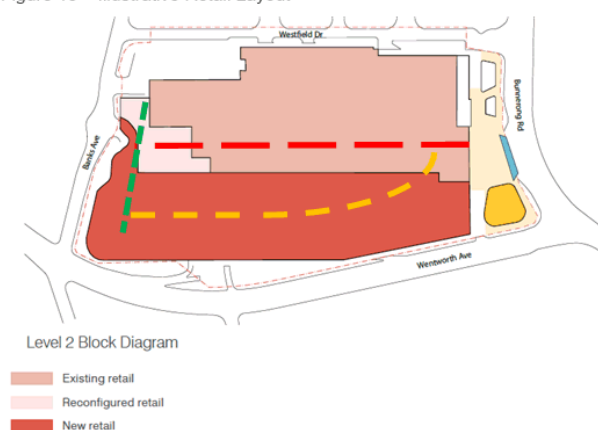 Westfield Dr
Bunnerong Rd
Banks Ave
Wentworth Ave
Level 2 Block Diagram
Existing retail
Reconfigured retail
New retail